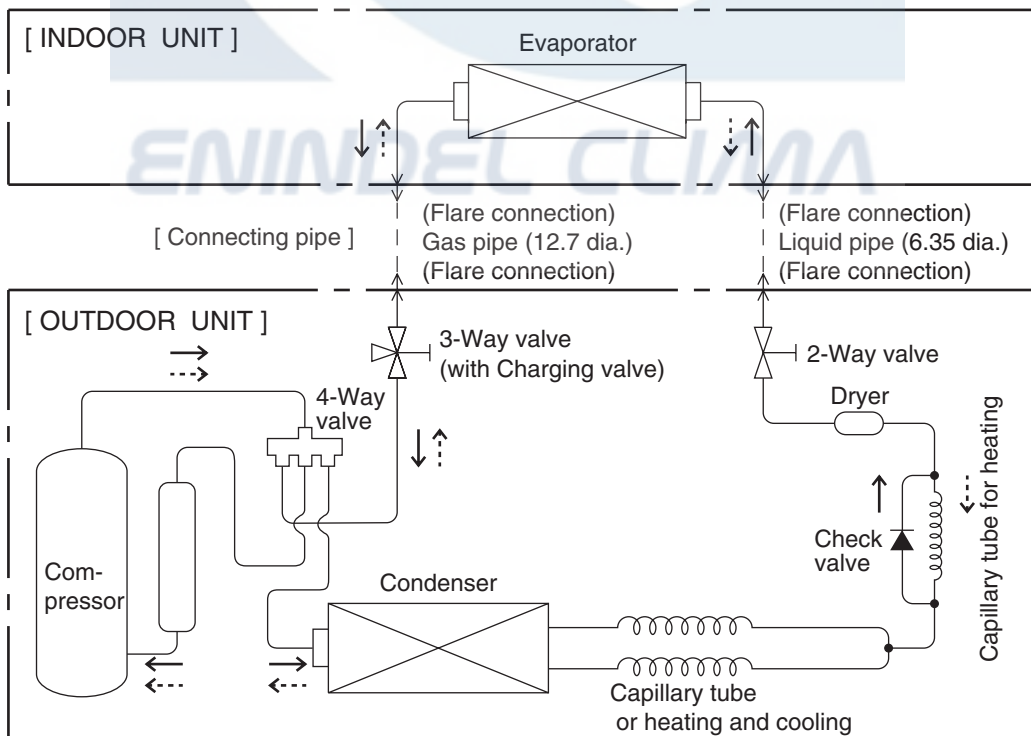 [ INDOOR UNIT ]
Evaporator
ENINDEL CLIMA
[ Connecting pipe ]
(Flare connection)
Gas pipe (12.7 dia.)
(Flare connection)
(Flare connection)
Liquid pipe (6.35 dia.)
(Flare connection)
[ OUTDOOR UNIT ]
3-Way valve
(with Charging valve)
2-Way valve
4-Way
valve
Dryer
Check
valve
Capillary tube for heating
Com-
pressor
Condenser
Capillary tube
or heating and cooling